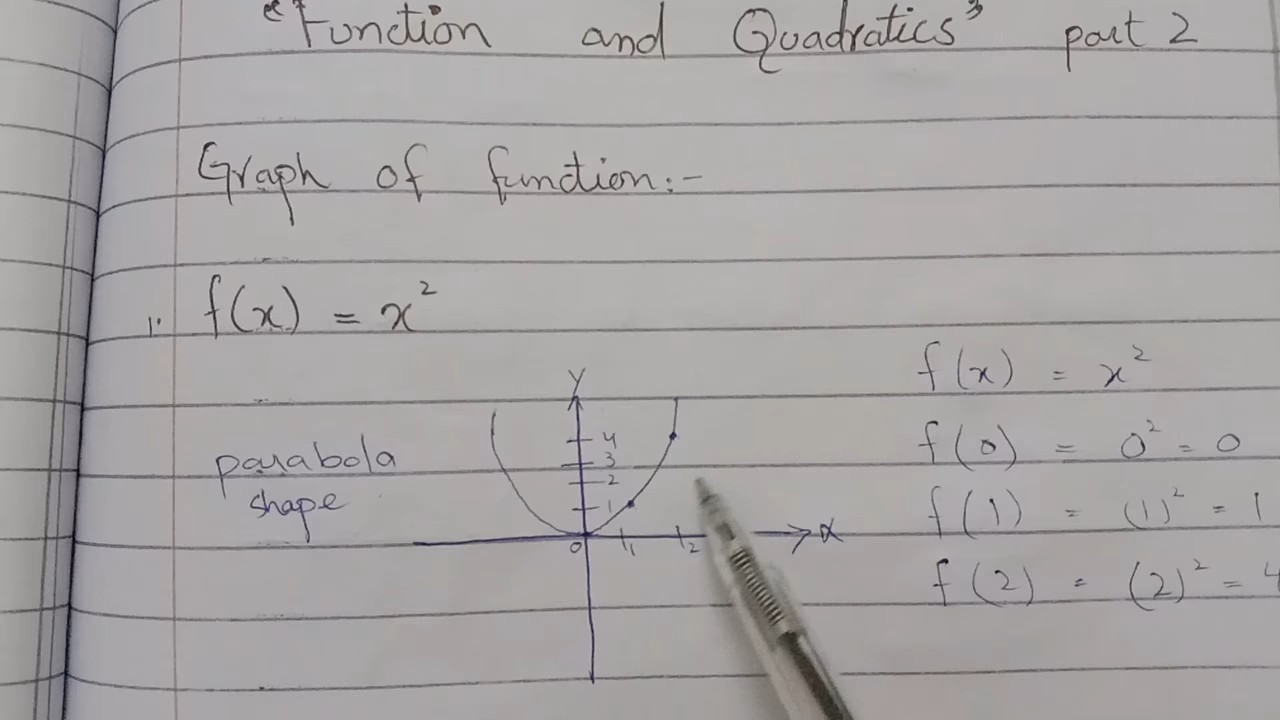 “Function and Quadratics” part 2
Graph of function:-
1. f(x) = x²
parabola
shape
y
4
3
2
1
0 1 2 x
f(x) = x²
f(0) = 0² = 0
f(1) = (1)² = 1
f(2) = (2)² = 4